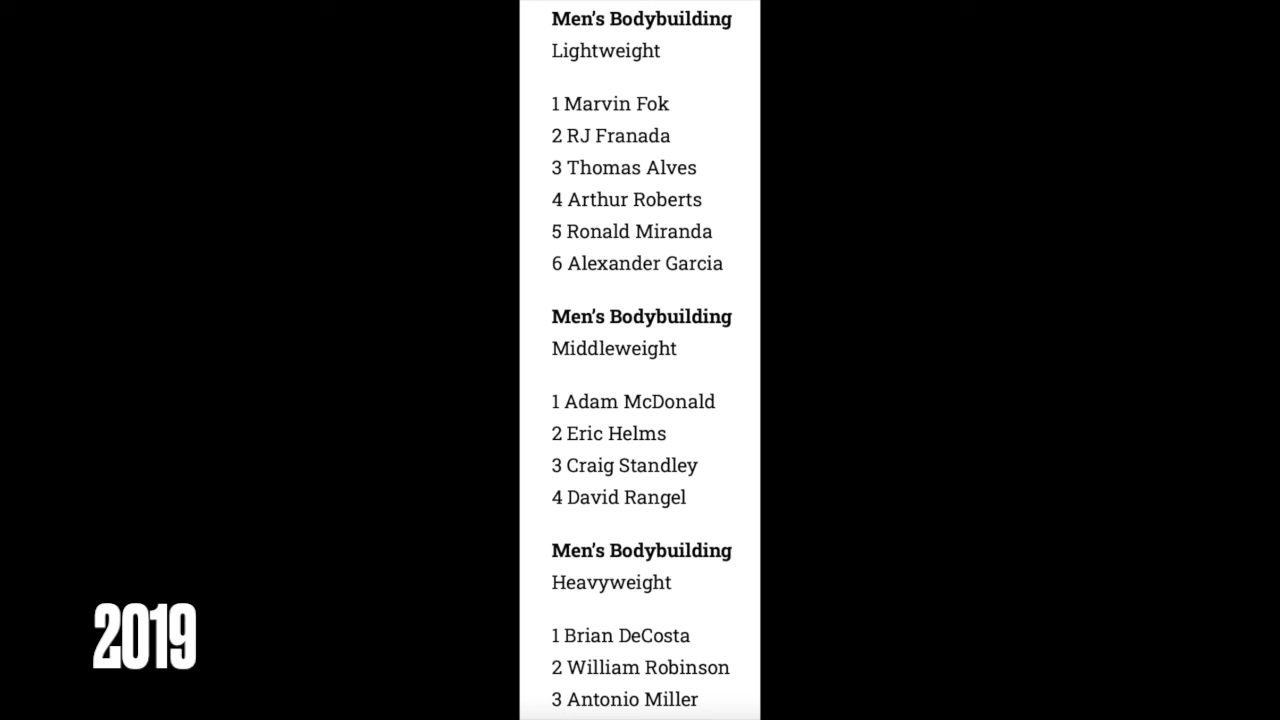 Men’s Bodybuilding
Lightweight
1 Marvin Fok
2 RJ Franada
3 Thomas Alves
4 Arthur Roberts
5 Ronald Miranda
6 Alexander Garcia
Men’s Bodybuilding
Middleweight
1 Adam McDonald
2 Eric Helms
3 Craig Standley
4 David Rangel
Men’s Bodybuilding
Heavyweight
1 Brian DeCosta
2 William Robinson
3 Antonio Miller
2019